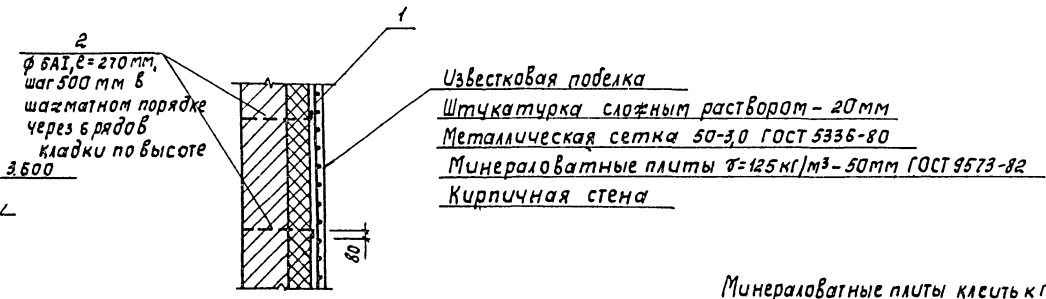 1
2
φ6АI, ℓ=270мм,
шаг 500 мм в
шахматном порядке
через 6 рядов
кладки по высоте
3.600
Известковая побелка
Штукатурка сложным раствором - 20мм
Металлическая сетка 50-3,0 ГОСТ 5336-80
Минераловатные плиты γ=125кг/м³-50мм ГОСТ 9573-82
Кирпичная стена
80
Минераловатные плиты клеить к